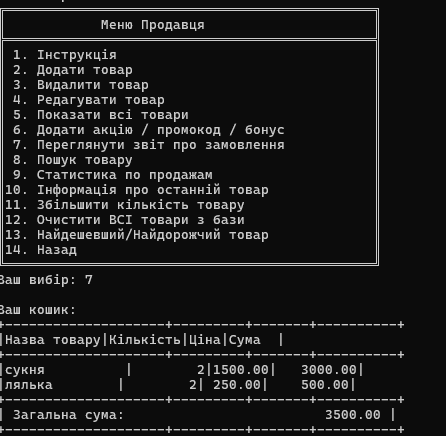 Меню Продавця
1. Інструкція
2. Додати товар
3. Видалити товар
4. Редагувати товар
5. Показати всі товари
6. Додати акцію / промокод / бонус
7. Переглянути звіт про замовлення
8. Пошук товару
9. Статистика по продажам
10. Інформація про останній товар
11. Збільшити кількість товару
12. Очистити ВСІ товари з бази
13. Найдешевший/Найдорожчий товар
14. Назад
Ваш вибір: 7
Ваш кошик:
+--------------------+---------+-------+----------+
|Назва товару|Кількість|Ціна|Сума  |
+--------------------+---------+-------+----------+
|сукня               |        2|1500.00|   3000.00|
|лялька              |        2| 250.00|    500.00|
+--------------------+---------+-------+----------+
| Загальна сума:                         3500.00 |
+--------------------+---------+-------+----------+